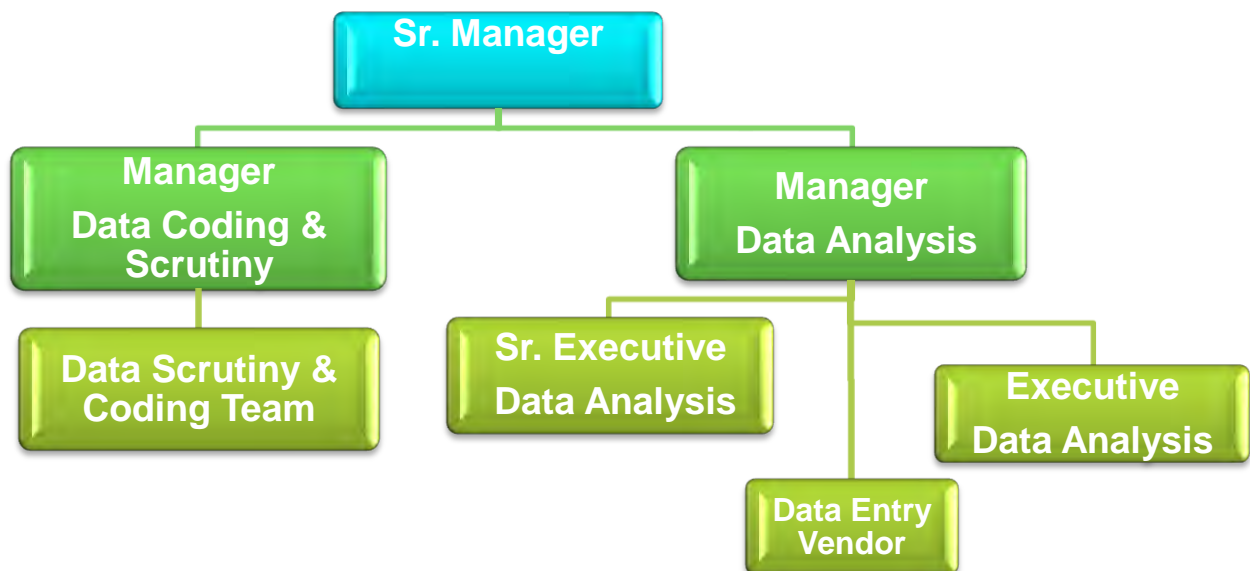 Sr. Manager
Manager
Data Coding &
Scrutiny
Manager
Data Analysis
Data Scrutiny &
Coding Team
Sr. Executive
Data Analysis
Executive
Data Analysis
Data Entry
Vendor